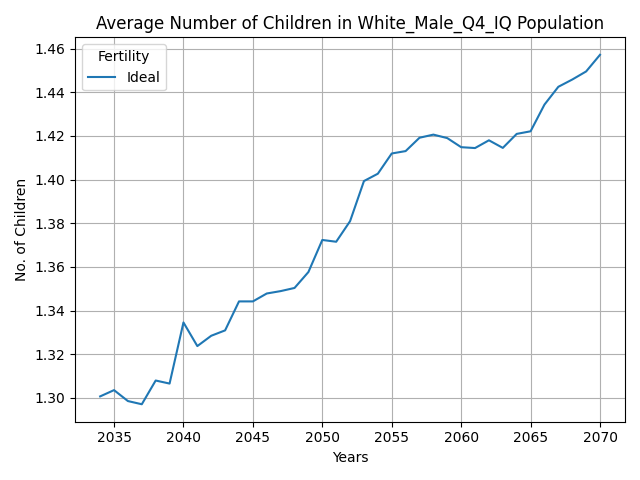 Average Number of Children in White_Male_Q4_IQ Population
Fertility
Ideal
No. of Children
1.46
1.44
1.42
1.40
1.38
1.36
1.34
1.32
1.30
2035 2040 2045 2050 2055 2060 2065 2070
Years